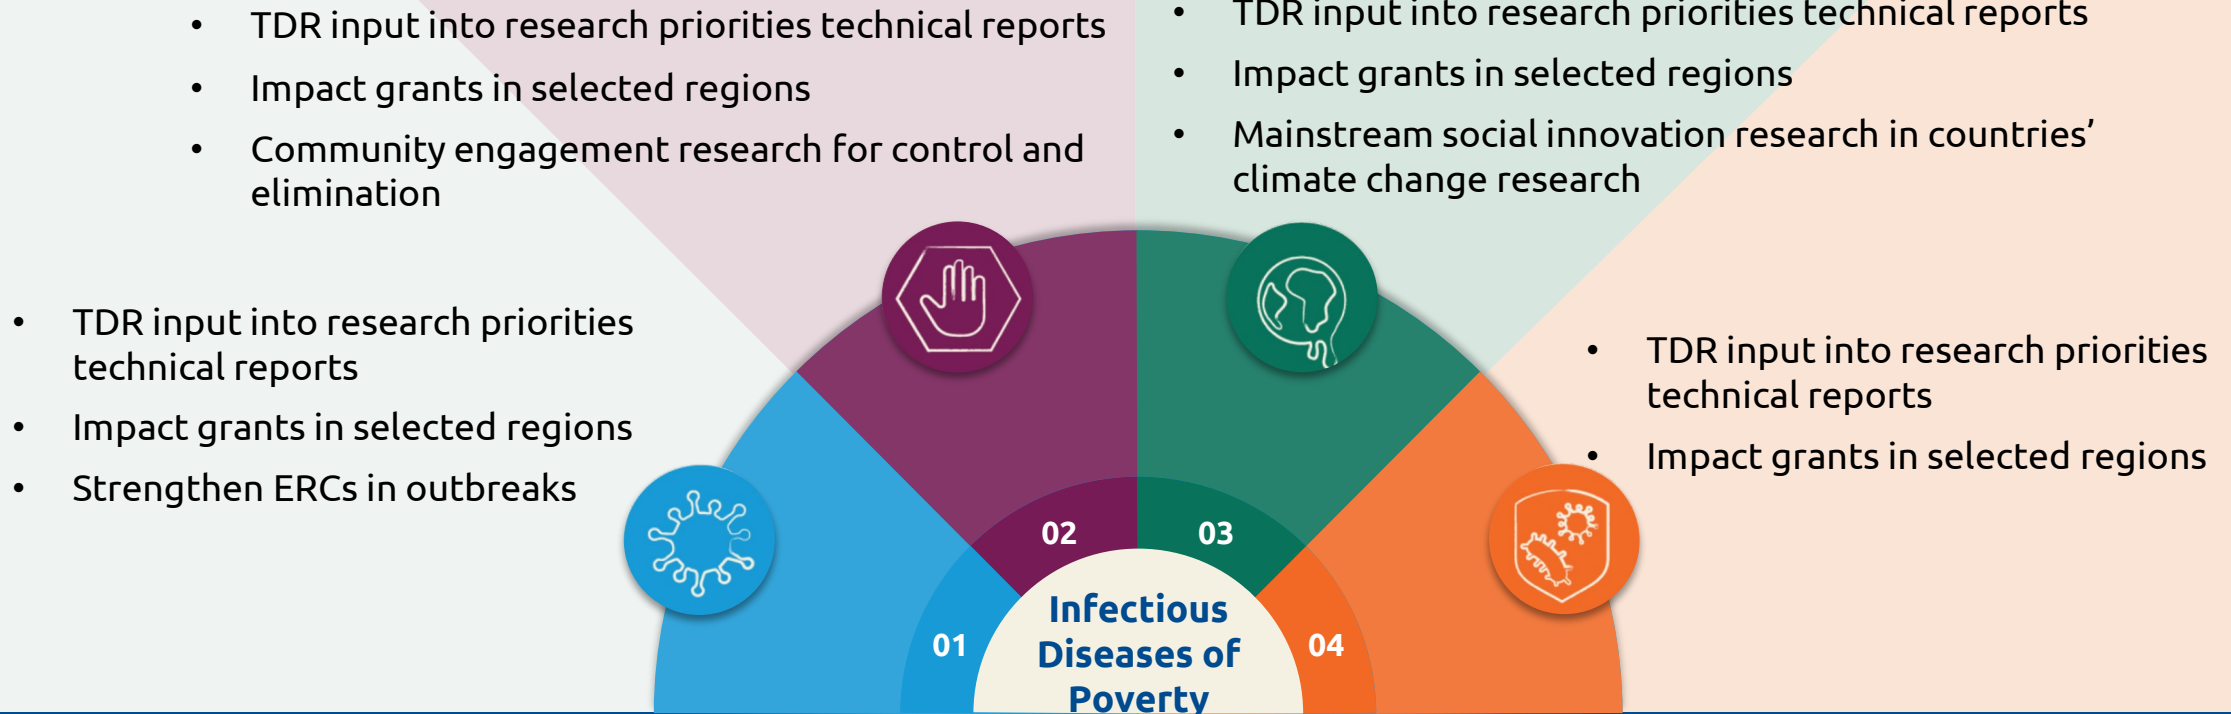 • TDR input into research priorities technical reports
• Impact grants in selected regions
• Community engagement research for control and
elimination
• TDR input into research priorities technical reports
• Impact grants in selected regions
• Mainstream social innovation research in countries’
climate change research
• TDR input into research priorities
technical reports
• Impact grants in selected regions
• Strengthen ERCs in outbreaks
• TDR input into research priorities
technical reports
• Impact grants in selected regions
02
03
01
04
Infectious
Diseases of
Poverty